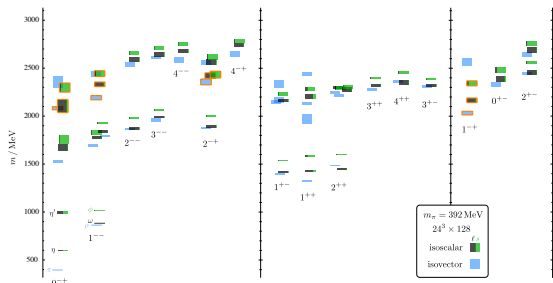 3000
2500
2000
1500
1000
500
m / MeV
4⁻⁻
4⁻⁺
3⁻⁻
2⁻⁻
2⁻⁺
η'
ϕ
ω
ρ
1⁻⁻
η
π
0⁻⁺
3⁺⁺
4⁺⁺
3⁺⁻
1⁺⁻
1⁺⁺
2⁺⁺
0⁺⁻
2⁺⁻
1⁻⁺
m_π = 392 MeV
24³ × 128
ℓ s
isoscalar
isovector